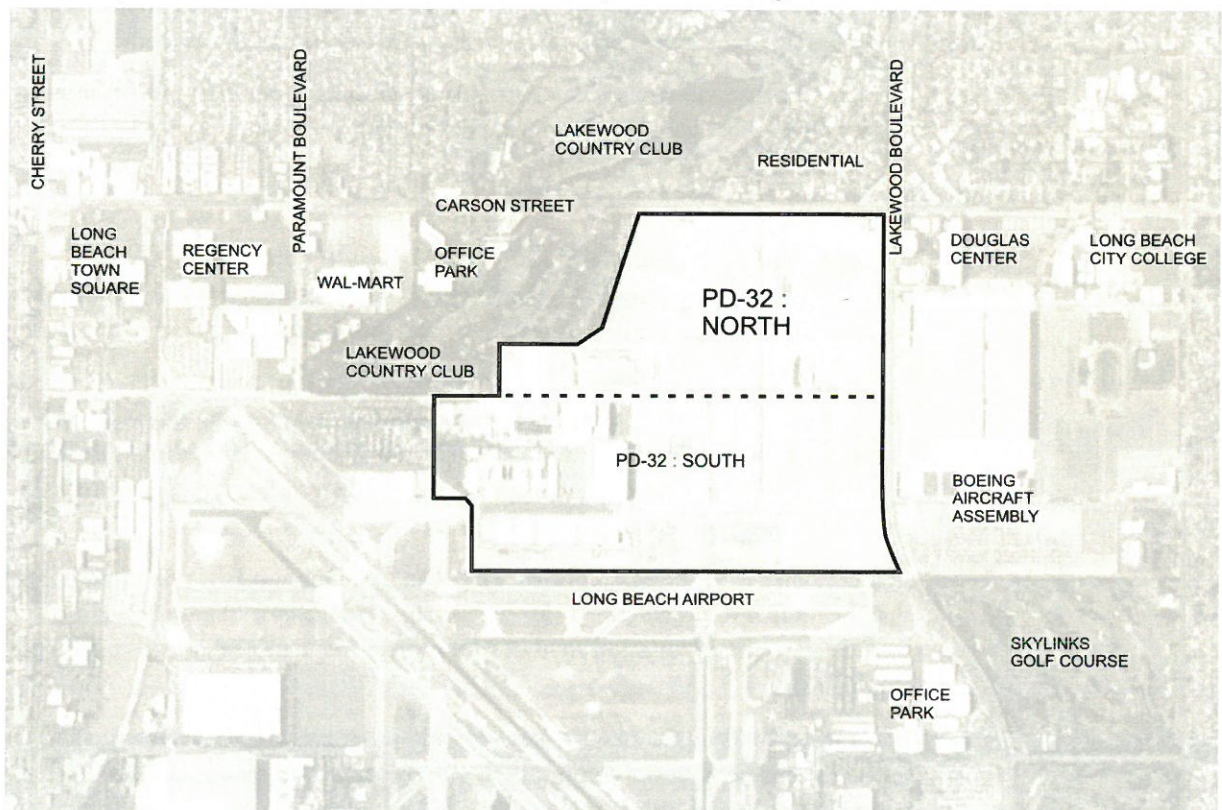 CHERRY STREET
PARAMOUNT BOULEVARD
LAKEWOOD BOULEVARD
LAKEWOOD
COUNTRY CLUB
RESIDENTIAL
CARSON STREET
LONG
BEACH
TOWN
SQUARE
REGENCY
CENTER
WAL-MART
OFFICE
PARK
DOUGLAS
CENTER
LONG BEACH
CITY COLLEGE
PD-32 :
NORTH
LAKEWOOD
COUNTRY CLUB
PD-32 : SOUTH
BOEING
AIRCRAFT
ASSEMBLY
LONG BEACH AIRPORT
SKYLINKS
GOLF COURSE
OFFICE
PARK